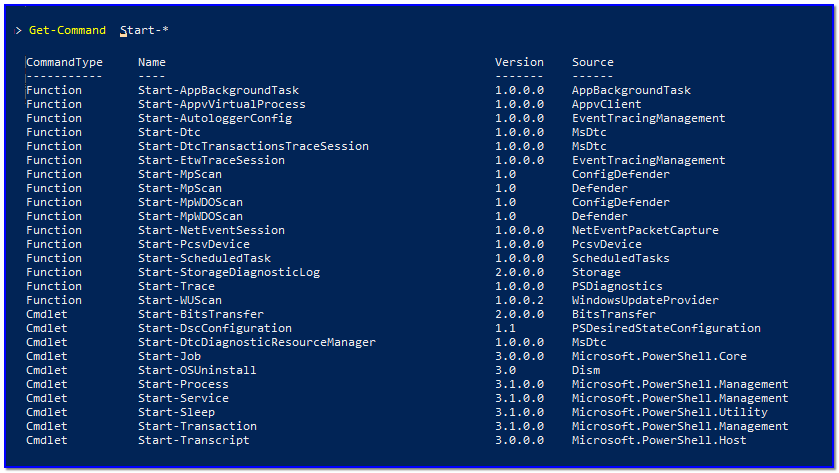 > Get-Command  Start-*
CommandType     Name                                               Version    Source
-----------     ----                                               -------    ------
Function        Start-AppBackgroundTask                            1.0.0.0    AppBackgroundTask
Function        Start-AppvVirtualProcess                           1.0.0.0    AppvClient
Function        Start-AutologgerConfig                             1.0.0.0    EventTracingManagement
Function        Start-Dtc                                          1.0.0.0    MsDtc
Function        Start-DtcTransactionsTraceSession                  1.0.0.0    MsDtc
Function        Start-EtwTraceSession                              1.0.0.0    EventTracingManagement
Function        Start-MpScan                                       1.0        ConfigDefender
Function        Start-MpScan                                       1.0        Defender
Function        Start-MpWDOScan                                    1.0        ConfigDefender
Function        Start-MpWDOScan                                    1.0        Defender
Function        Start-NetEventSession                              1.0.0.0    NetEventPacketCapture
Function        Start-PcsvDevice                                   1.0.0.0    PcsvDevice
Function        Start-ScheduledTask                                1.0.0.0    ScheduledTasks
Function        Start-StorageDiagnosticLog                         2.0.0.0    Storage
Function        Start-Trace                                        1.0.0.0    PSDiagnostics
Function        Start-WUScan                                       1.0.0.2    WindowsUpdateProvider
Cmdlet          Start-BitsTransfer                                 2.0.0.0    BitsTransfer
Cmdlet          Start-DscConfiguration                             1.1        PSDesiredStateConfiguration
Cmdlet          Start-DtcDiagnosticResourceManager                 1.0.0.0    MsDtc
Cmdlet          Start-Job                                          3.0.0.0    Microsoft.PowerShell.Core
Cmdlet          Start-OSUninstall                                  3.0        Dism
Cmdlet          Start-Process                                      3.1.0.0    Microsoft.PowerShell.Management
Cmdlet          Start-Service                                      3.1.0.0    Microsoft.PowerShell.Management
Cmdlet          Start-Sleep                                        3.1.0.0    Microsoft.PowerShell.Utility
Cmdlet          Start-Transaction                                  3.1.0.0    Microsoft.PowerShell.Management
Cmdlet          Start-Transcript                                   3.0.0.0    Microsoft.PowerShell.Host